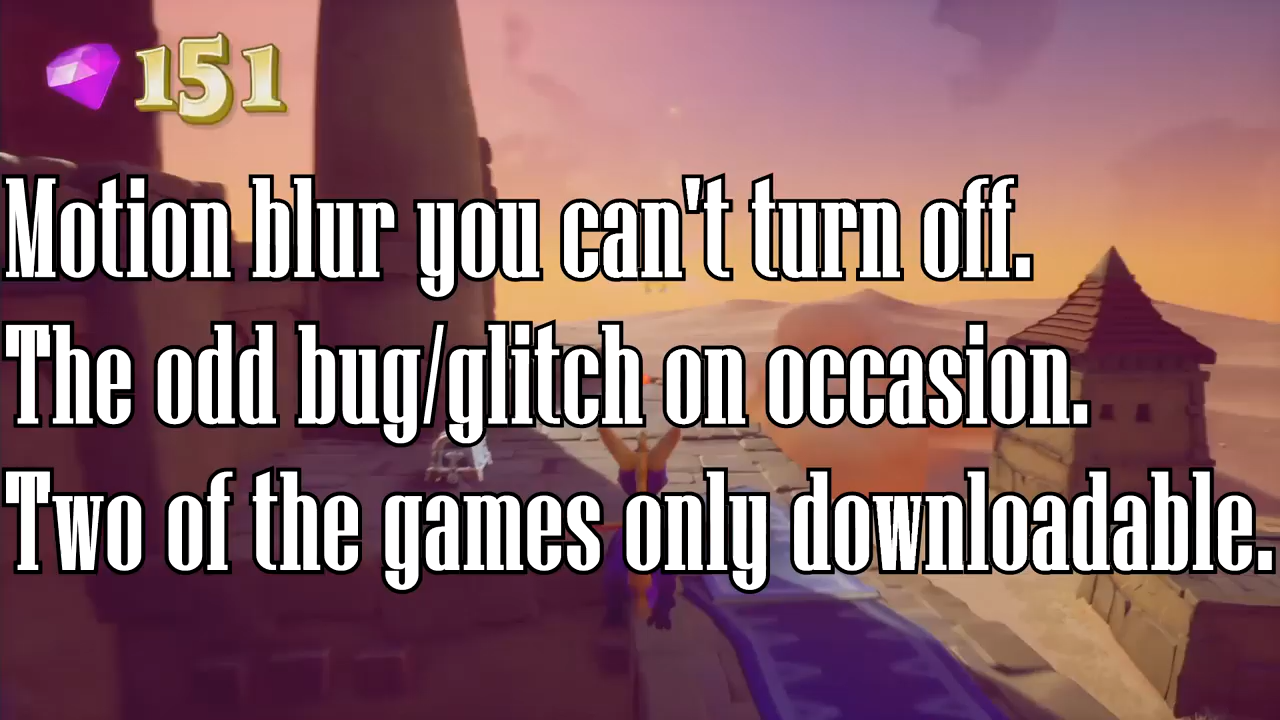 151
Motion blur you can't turn off.
The odd bug/glitch on occasion.
Two of the games only downloadable.